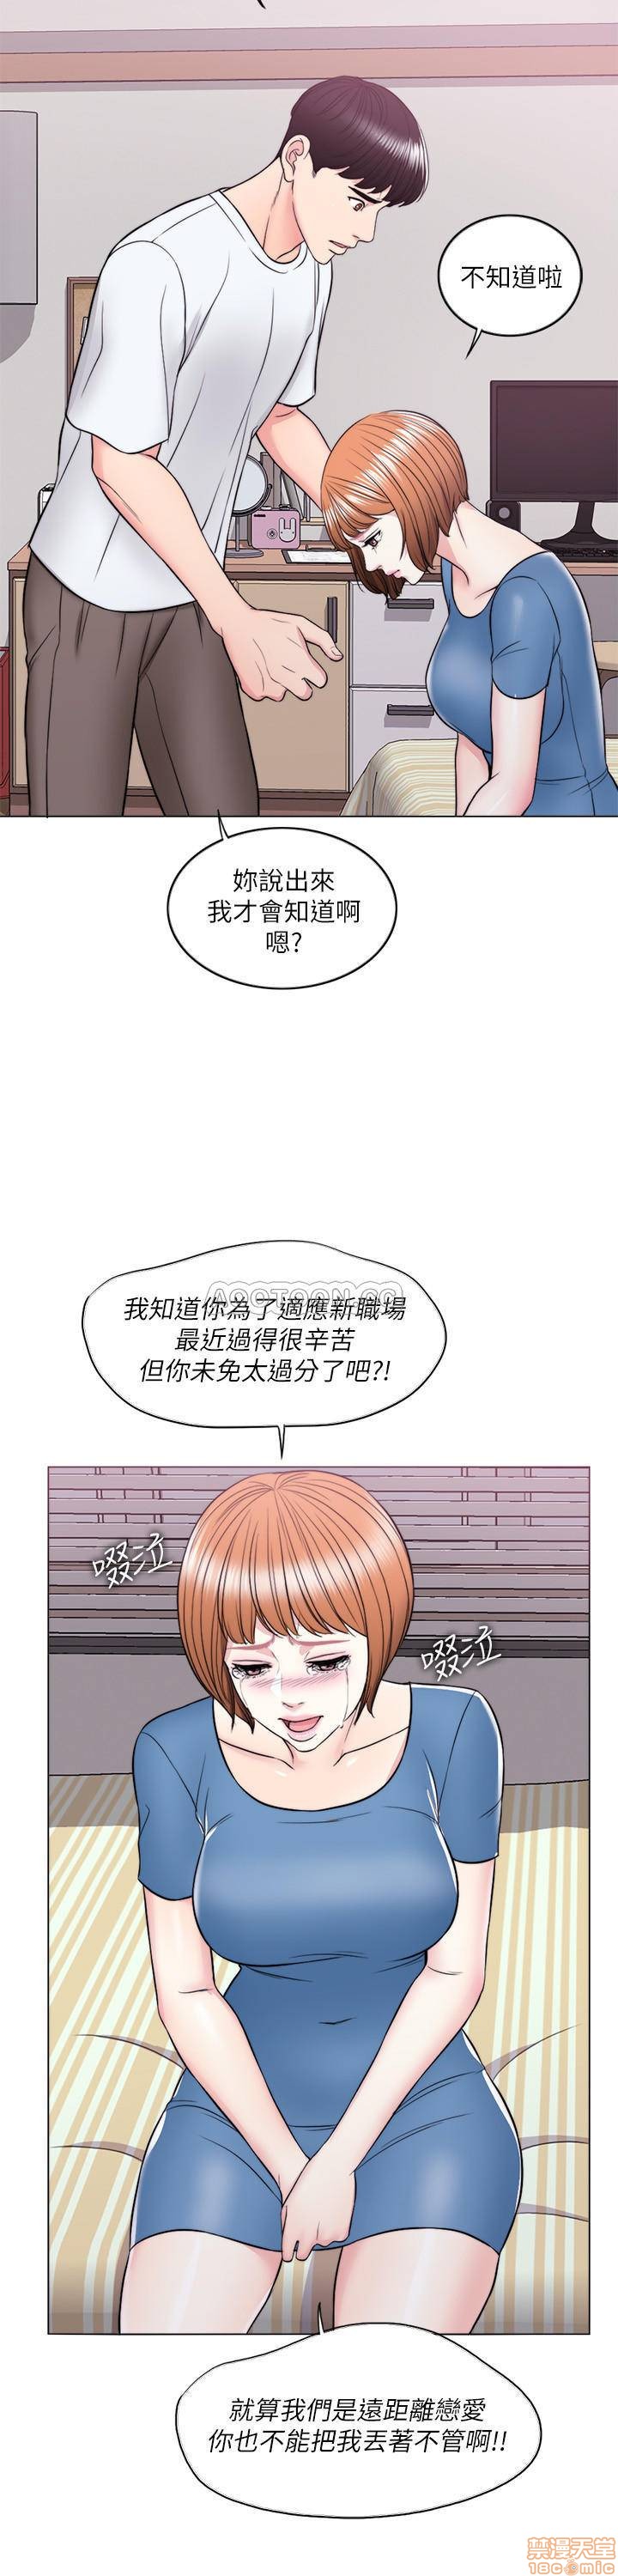 不知道啦
妳說出來
我才會知道啊
嗯?
我知道你為了適應新職場
最近過得很辛苦
但你未免太過分了吧?!
啜泣
啜泣
就算我們是遠距離戀愛
你也不能把我丟著不管啊!!
禁漫天堂
18comic